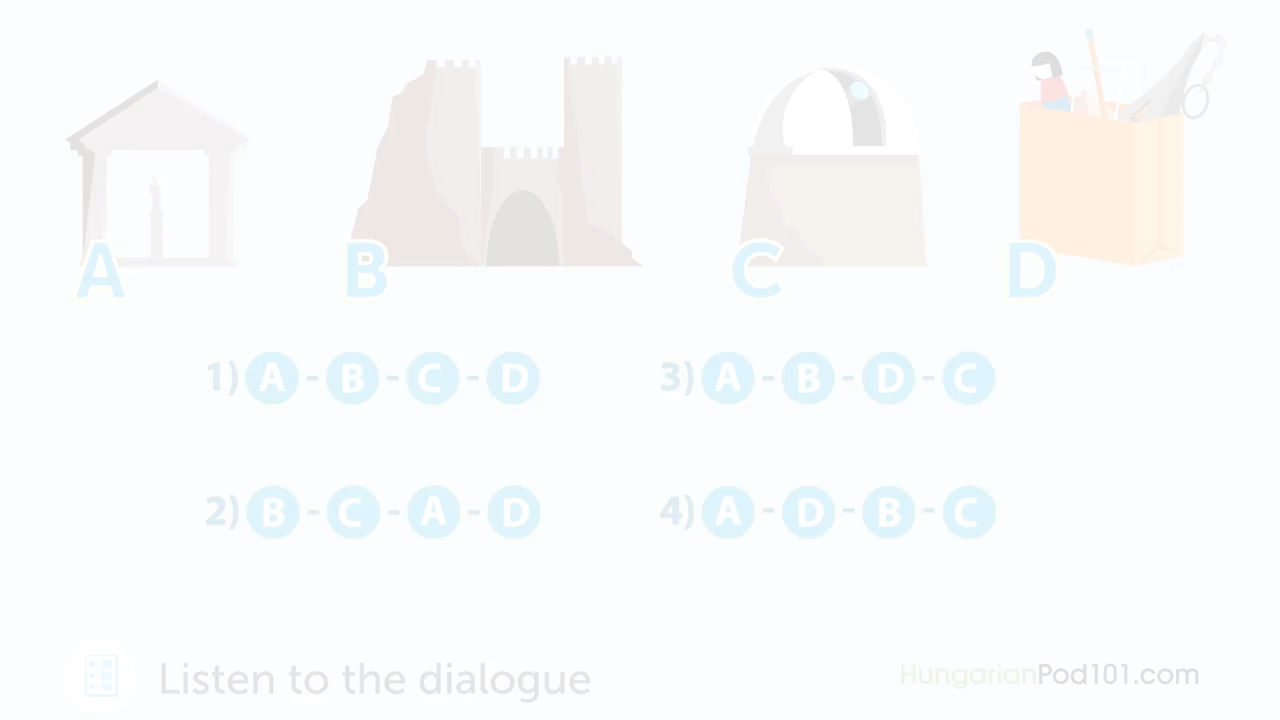 A B C D
1) A - B - C - D
3) A - B - D - C
2) B - C - A - D
4) A - D - B - C
Listen to the dialogue
HungarianPod101.com